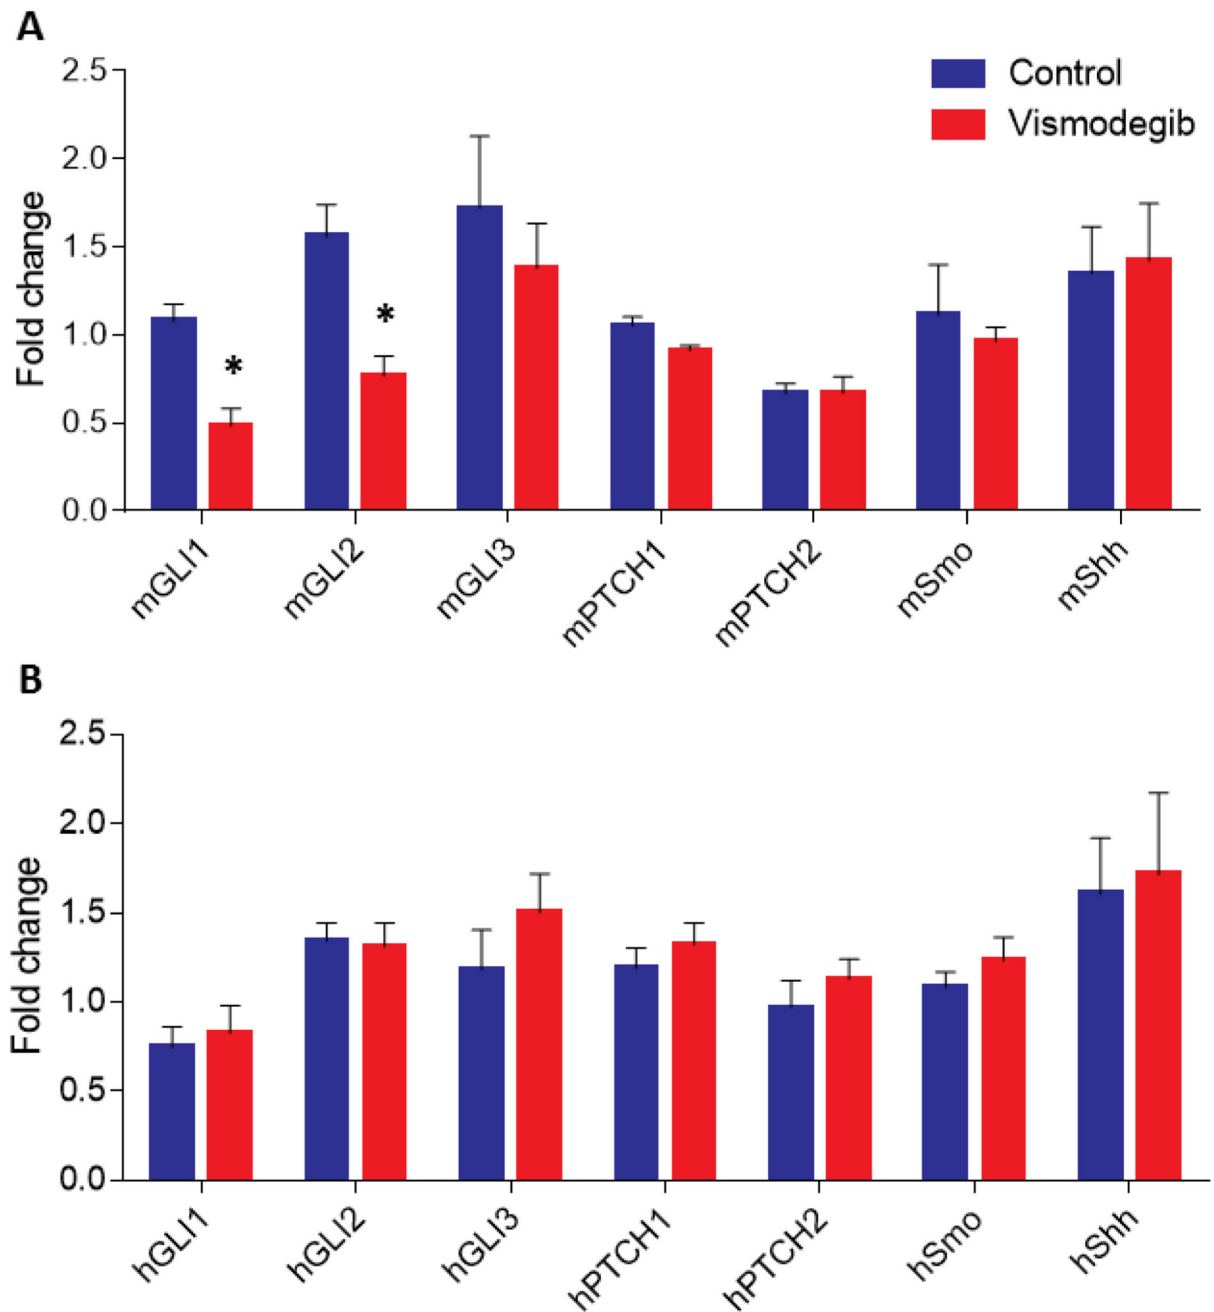 A
2.5
2.0
1.5
1.0
0.5
0.0
Fold change
Control
Vismodegib
*
*
mGLI1
mGLI2
mGLI3
mPTCH1
mPTCH2
mSmo
mShh
B
2.5
2.0
1.5
1.0
0.5
0.0
Fold change
hGLI1
hGLI2
hGLI3
hPTCH1
hPTCH2
hSmo
hShh